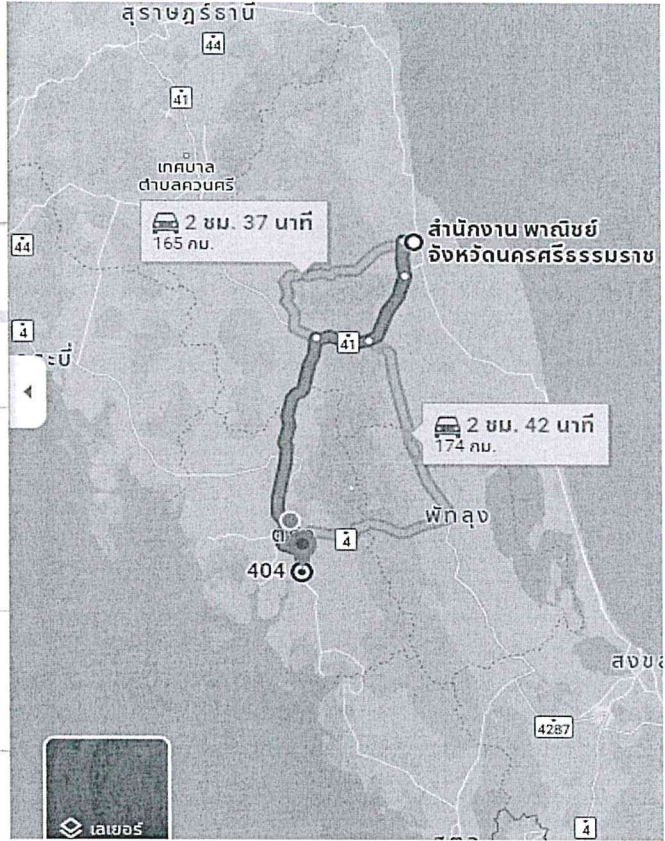 สุราษฎร์ธานี
44
41
เทศบาล
ตำบลควนศรี
2 ชม. 37 นาที
165 กม.
สำนักงาน พาณิชย์
จังหวัดนครศรีธรรมราช
44
4
41
2 ชม. 42 นาที
174 กม.
พัทลุง
4
404
4287
เลเยอร์
4